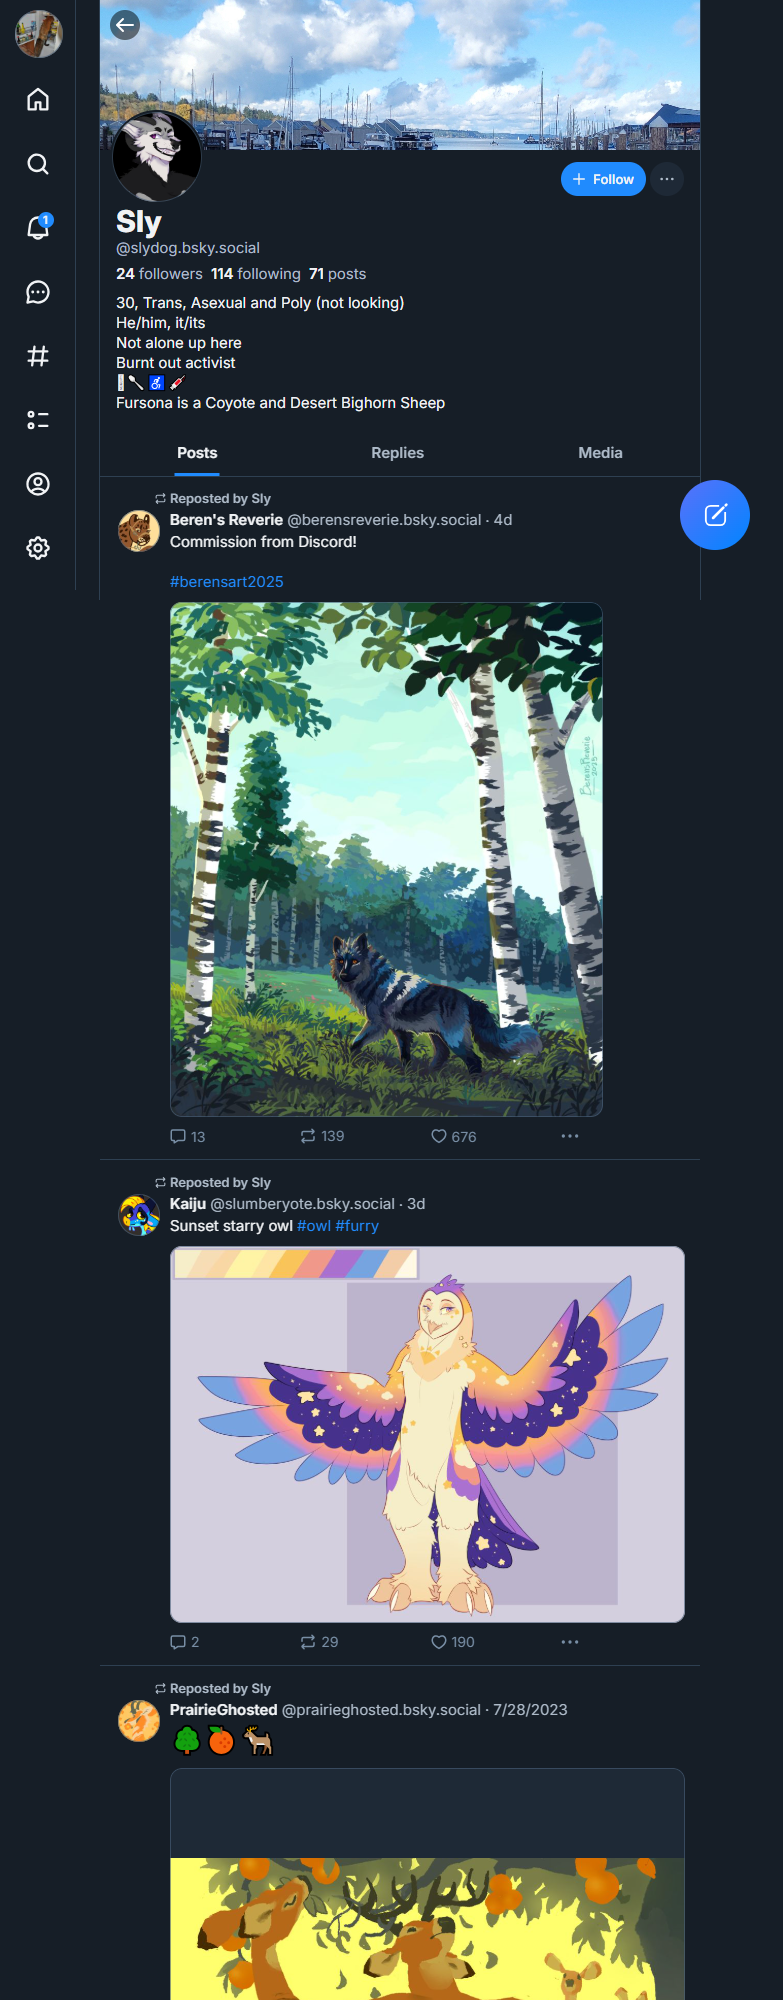 1
+ Follow
Sly
@slydog.bsky.social
24 followers 114 following 71 posts
30, Trans, Asexual and Poly (not looking)
He/him, it/its
Not alone up here
Burnt out activist
Fursona is a Coyote and Desert Bighorn Sheep
Posts Replies Media
Reposted by Sly
Beren's Reverie @berensreverie.bsky.social · 4d
Commission from Discord!
#berensart2025
BerensReverie
2025
13 139 676
Reposted by Sly
Kaiju @slumberyote.bsky.social · 3d
Sunset starry owl #owl #furry
2 29 190
Reposted by Sly
PrairieGhosted @prairieghosted.bsky.social · 7/28/2023